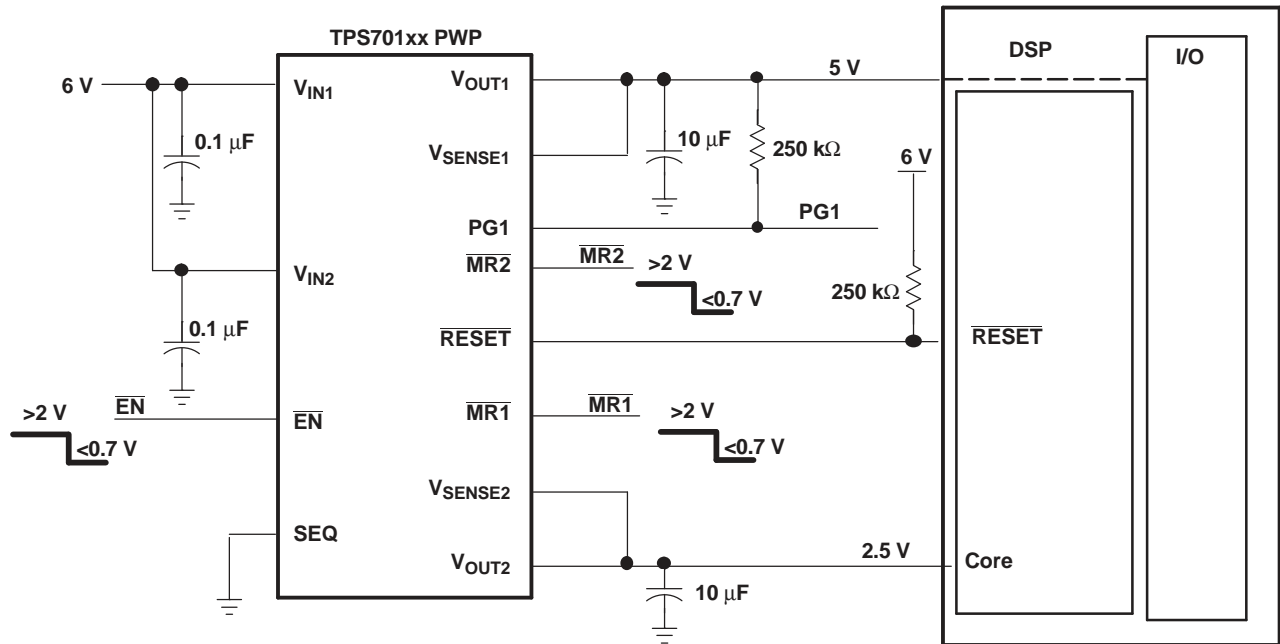 TPS701xx PWP
DSP
I/O
6 V
VIN1
VOUT1
5 V
0.1 μF
VSENSE1
10 μF
250 kΩ
6 V
PG1
PG1
VIN2
MR2
MR2
>2 V
<0.7 V
250 kΩ
0.1 μF
RESET
RESET
>2 V
EN
EN
<0.7 V
MR1
MR1
>2 V
<0.7 V
VSENSE2
SEQ
2.5 V
VOUT2
Core
10 μF